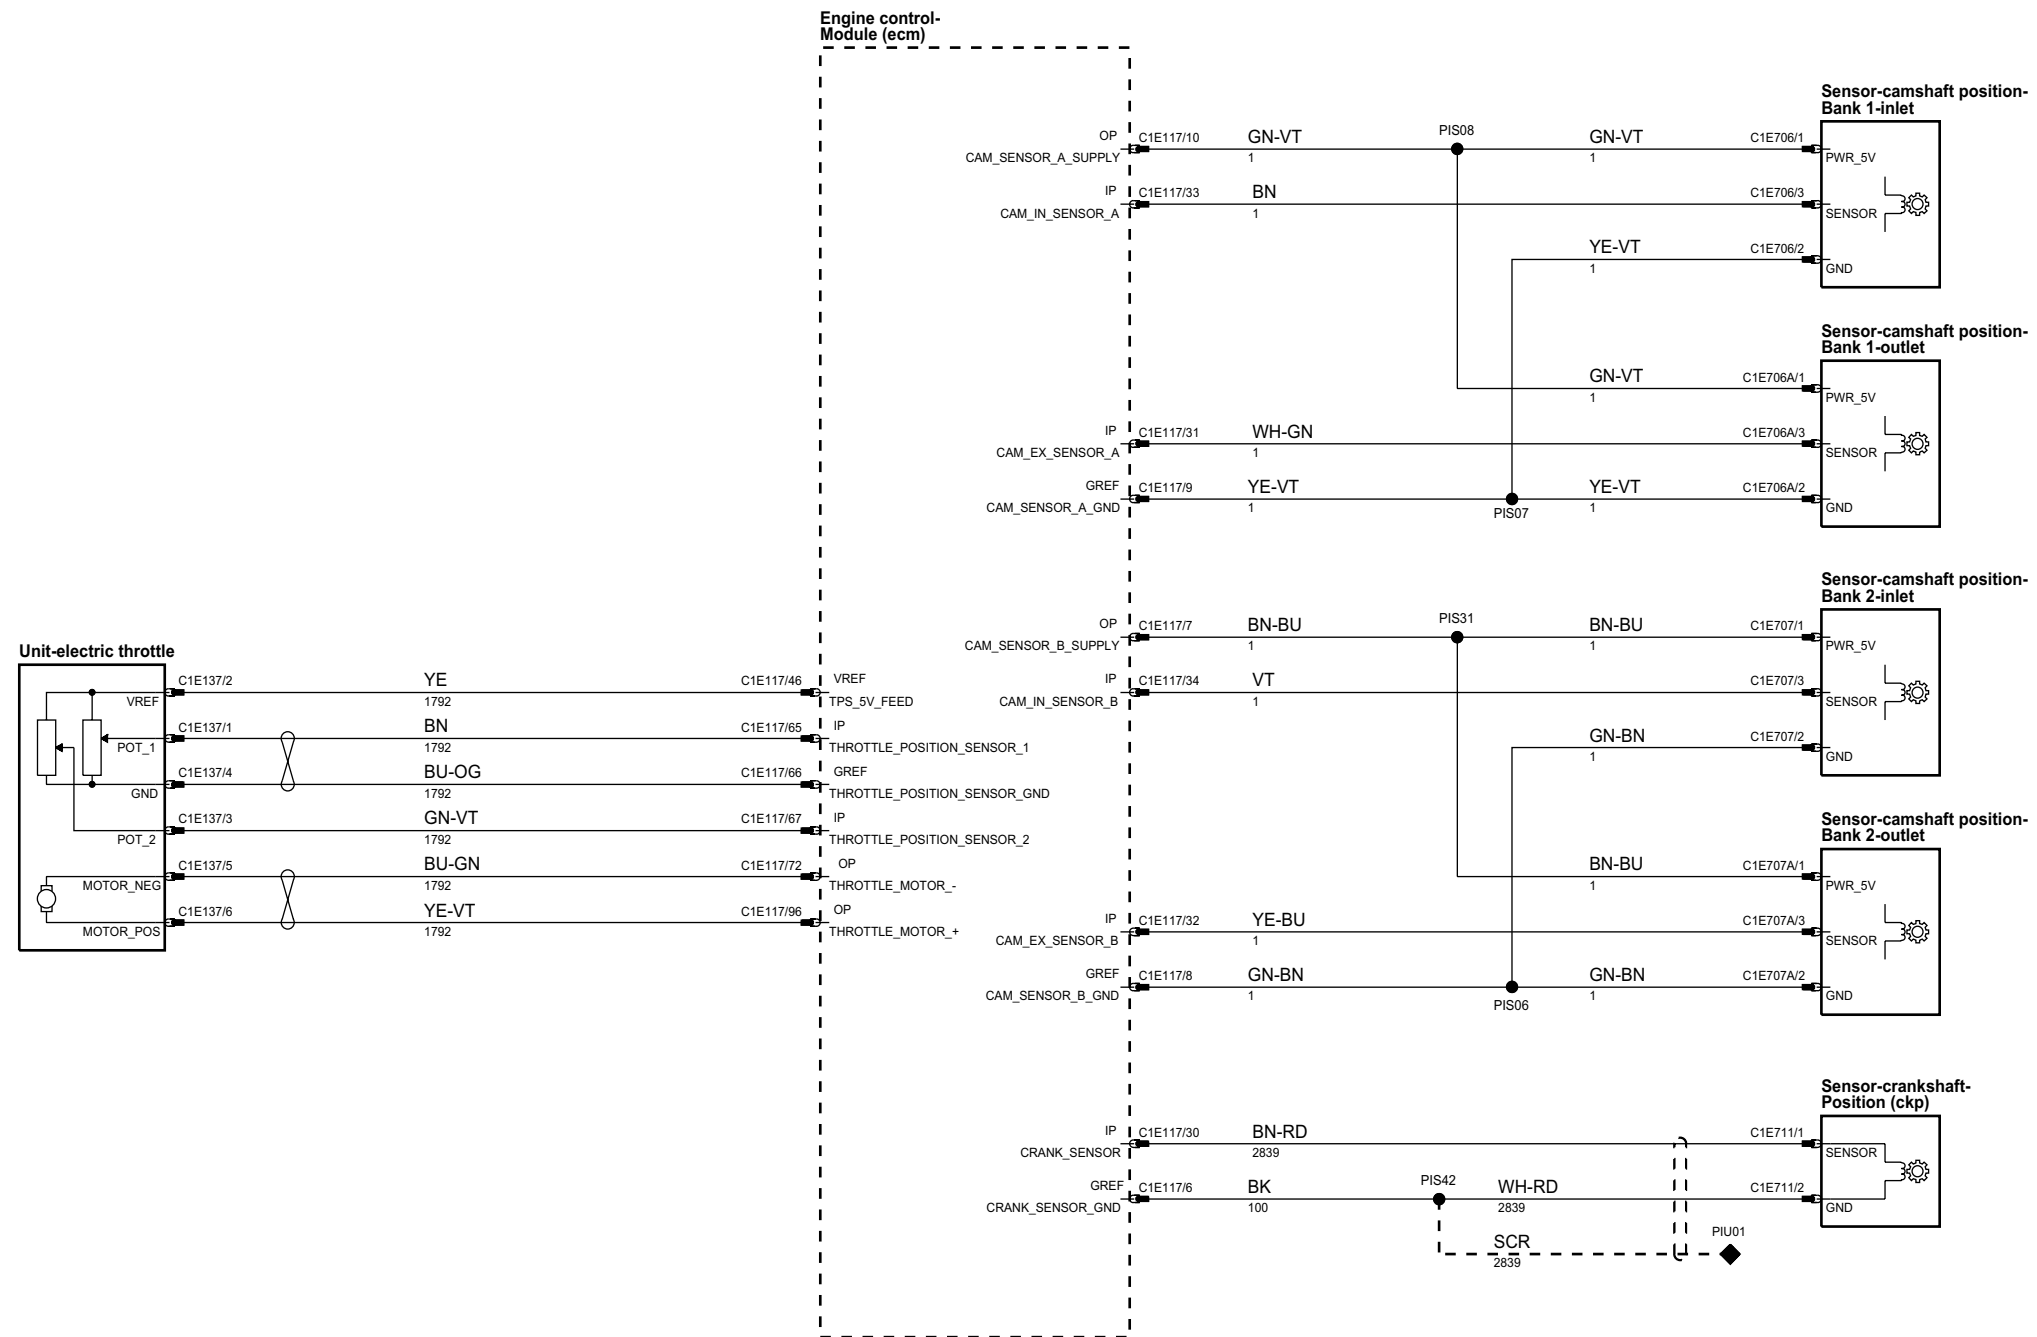 Engine control-
Module (ecm)
Sensor-camshaft position-
Bank 1-inlet
OP C1E117/10 GN-VT PIS08 GN-VT C1E706/1
CAM_SENSOR_A_SUPPLY 1 1 PWR_5V
IP C1E117/33 BN C1E706/3
CAM_IN_SENSOR_A 1 SENSOR
YE-VT C1E706/2
1 GND
Sensor-camshaft position-
Bank 1-outlet
GN-VT C1E706A/1
1 PWR_5V
IP C1E117/31 WH-GN C1E706A/3
CAM_EX_SENSOR_A 1 SENSOR
GREF C1E117/9 YE-VT YE-VT C1E706A/2
CAM_SENSOR_A_GND 1 PIS07 1 GND
Sensor-camshaft position-
Bank 2-inlet
OP C1E117/7 BN-BU PIS31 BN-BU C1E707/1
CAM_SENSOR_B_SUPPLY 1 1 PWR_5V
IP C1E117/34 VT C1E707/3
CAM_IN_SENSOR_B 1 SENSOR
GN-BN C1E707/2
1 GND
Sensor-camshaft position-
Bank 2-outlet
BN-BU C1E707A/1
1 PWR_5V
IP C1E117/32 YE-BU C1E707A/3
CAM_EX_SENSOR_B 1 SENSOR
GREF C1E117/8 GN-BN GN-BN C1E707A/2
CAM_SENSOR_B_GND 1 PIS06 1 GND
Unit-electric throttle
C1E137/2 YE C1E117/46 VREF
VREF 1792 TPS_5V_FEED
C1E137/1 BN C1E117/65 IP
POT_1 1792 THROTTLE_POSITION_SENSOR_1
C1E137/4 BU-OG C1E117/66 GREF
GND 1792 THROTTLE_POSITION_SENSOR_GND
C1E137/3 GN-VT C1E117/67 IP
POT_2 1792 THROTTLE_POSITION_SENSOR_2
C1E137/5 BU-GN C1E117/72 OP
MOTOR_NEG 1792 THROTTLE_MOTOR_-
C1E137/6 YE-VT C1E117/96 OP
MOTOR_POS 1792 THROTTLE_MOTOR_+
Sensor-crankshaft-
Position (ckp)
IP C1E117/30 BN-RD C1E711/1
CRANK_SENSOR 2839 SENSOR
GREF C1E117/6 BK PIS42 WH-RD C1E711/2
CRANK_SENSOR_GND 100 2839 GND
SCR PIU01
2839